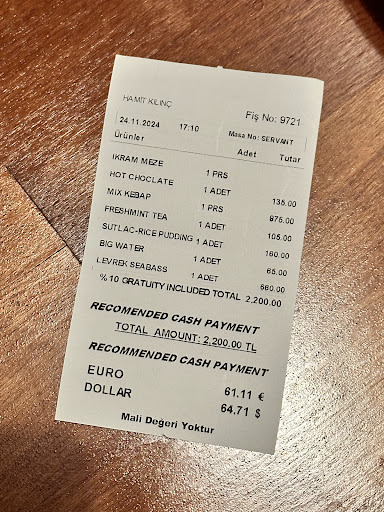 HAMİT KILINÇ
Fiş No: 9721
24.11.2024 17:10 Masa No: SERVANT
Ürünler Adet Tutar
IKRAM MEZE 1 PRS
HOT CHOCLATE 1 ADET 135.00
MIX KEBAP 1 PRS 875.00
FRESHMINT TEA 1 ADET 105.00
SUTLAC-RICE PUDDING 1 ADET 160.00
BIG WATER 1 ADET 65.00
LEVREK SEABASS 1 ADET 660.00
%10 GRATUITY INCLUDED TOTAL 2,200.00
RECOMENDED CASH PAYMENT
TOTAL AMOUNT: 2,200.00 TL
RECOMMENDED CASH PAYMENT
EURO 61.11 €
DOLLAR 64.71 $
Mali Değeri Yoktur